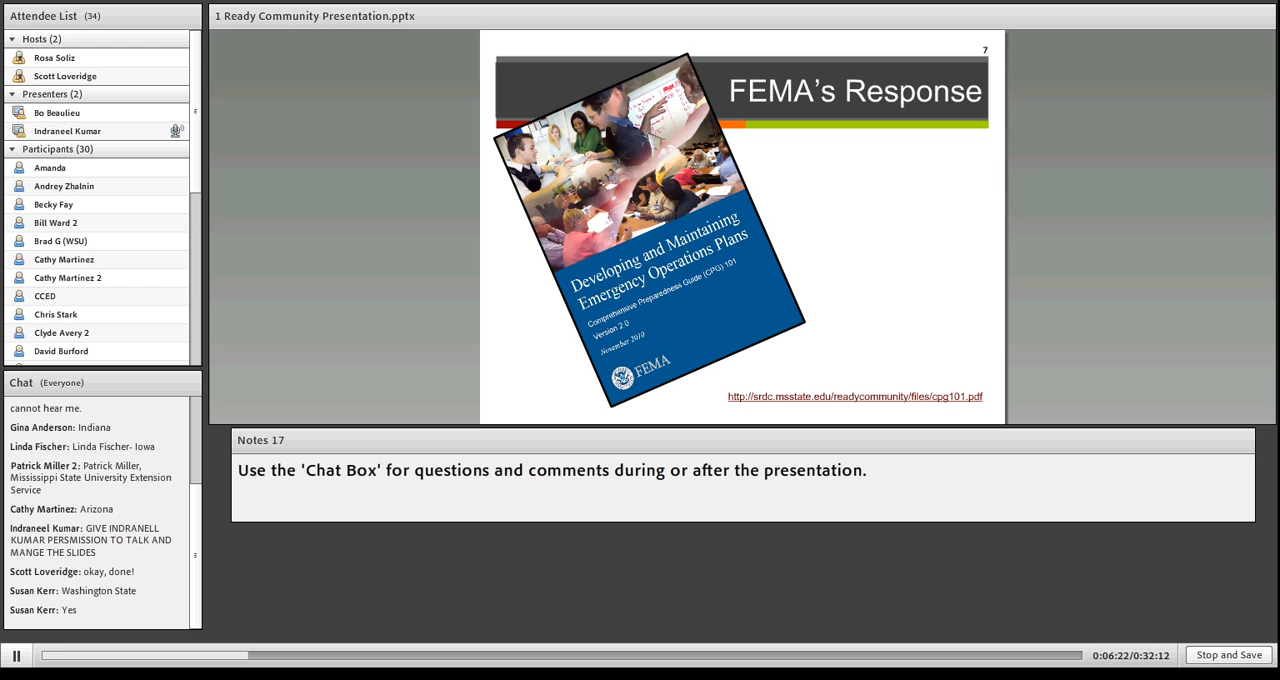 Attendee List (34)
Hosts (2)
Rosa Soliz
Scott Loveridge
Presenters (2)
Bo Beaulieu
Indraneel Kumar
Participants (30)
Amanda
Andrey Zhalnin
Becky Fay
Bill Ward 2
Brad G (WSU)
Cathy Martinez
Cathy Martinez 2
CCED
Chris Stark
Clyde Avery 2
David Burford
Chat (Everyone)
cannot hear me.
Gina Anderson: Indiana
Linda Fischer: Linda Fischer- Iowa
Patrick Miller 2: Patrick Miller,
Mississippi State University Extension
Service
Cathy Martinez: Arizona
Indraneel Kumar: GIVE INDRANELL
KUMAR PERSMISSION TO TALK AND
MANGE THE SLIDES
Scott Loveridge: okay, done!
Susan Kerr: Washington State
Susan Kerr: Yes
1 Ready Community Presentation.pptx
7
FEMA's Response
Developing and Maintaining
Emergency Operations Plans
Comprehensive Preparedness Guide (CPG) 101
Version 2.0
November 2010
FEMA
http://srdc.msstate.edu/readycommunity/files/cpg101.pdf
Notes 17
Use the 'Chat Box' for questions and comments during or after the presentation.
0:06:22/0:32:12
Stop and Save